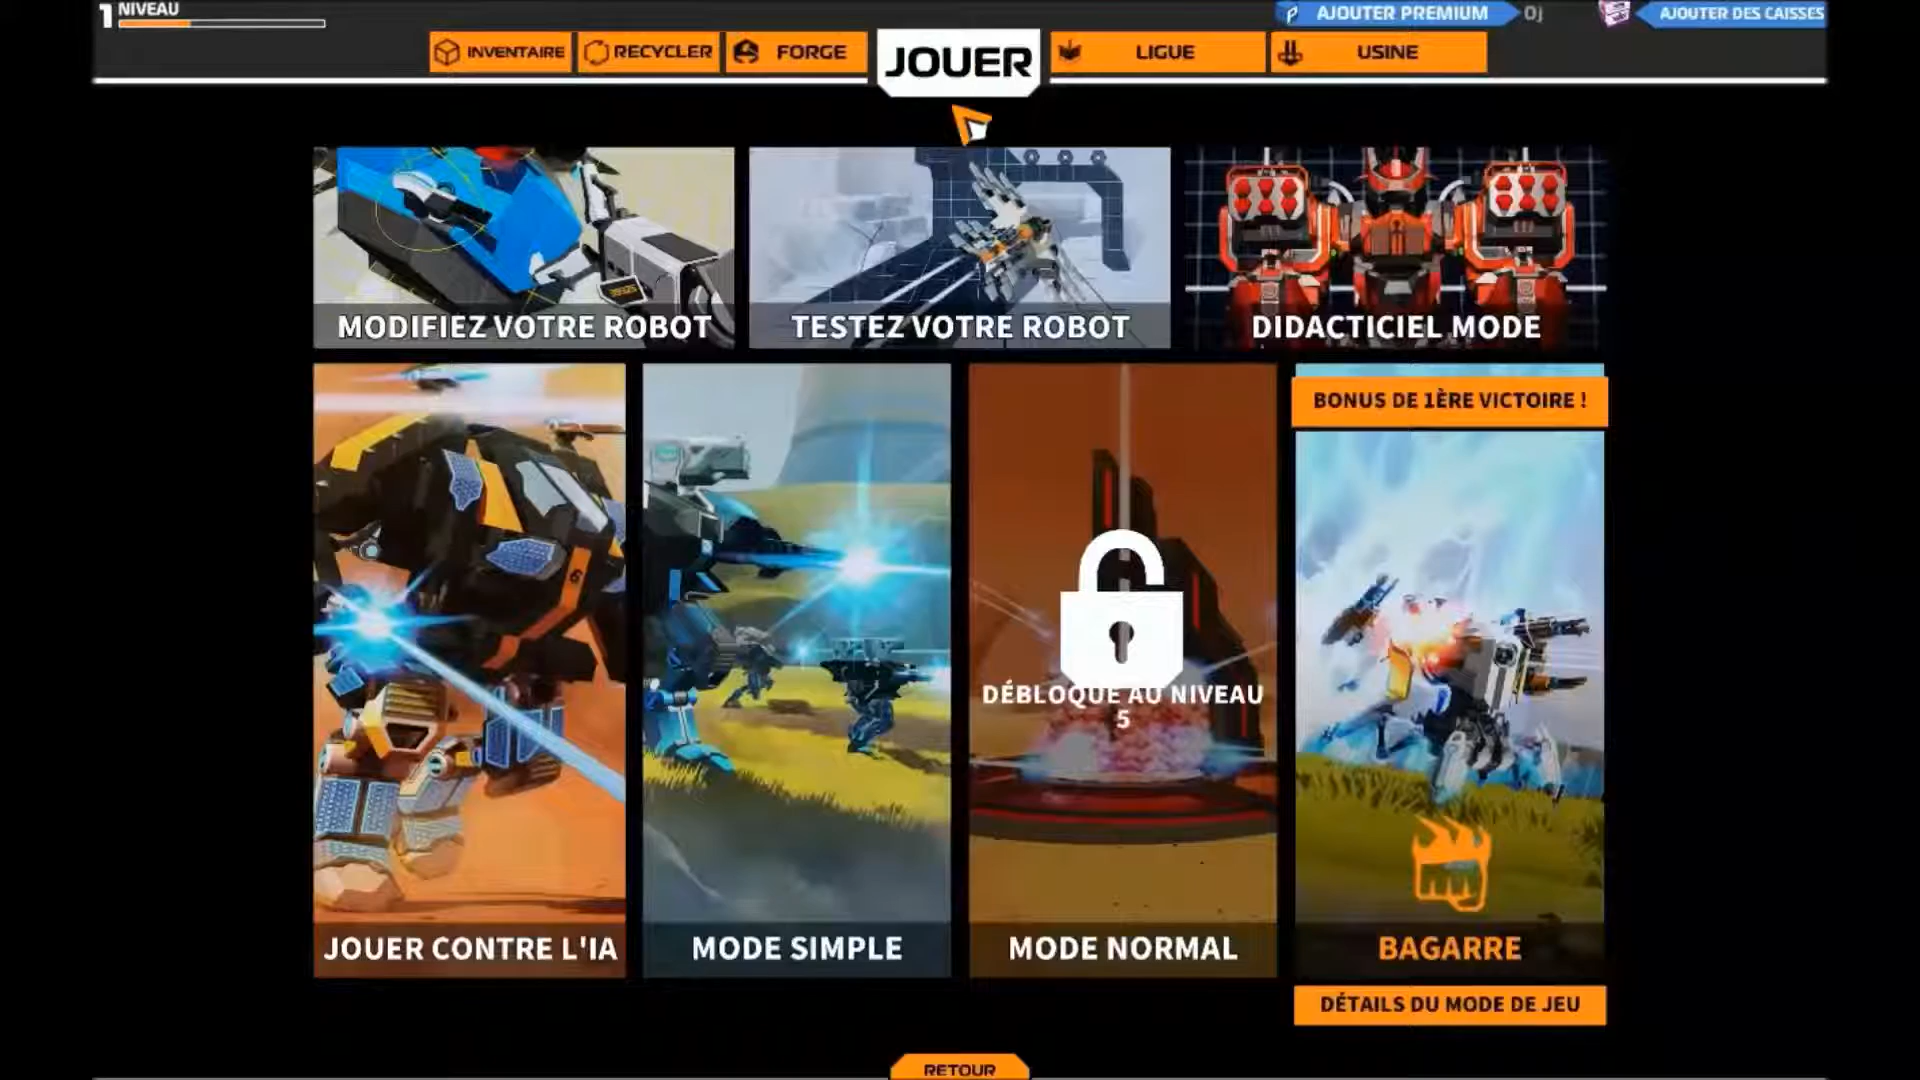 1 NIVEAU
AJOUTER PREMIUM 0j
AJOUTER DES CAISSES
INVENTAIRE
RECYCLER
FORGE
JOUER
LIGUE
USINE
MODIFIEZ VOTRE ROBOT
TESTEZ VOTRE ROBOT
DIDACTICIEL MODE
BONUS DE 1ÈRE VICTOIRE !
6
DÉBLOQUÉ AU NIVEAU
5
JOUER CONTRE L'IA
MODE SIMPLE
MODE NORMAL
BAGARRE
DÉTAILS DU MODE DE JEU
RETOUR